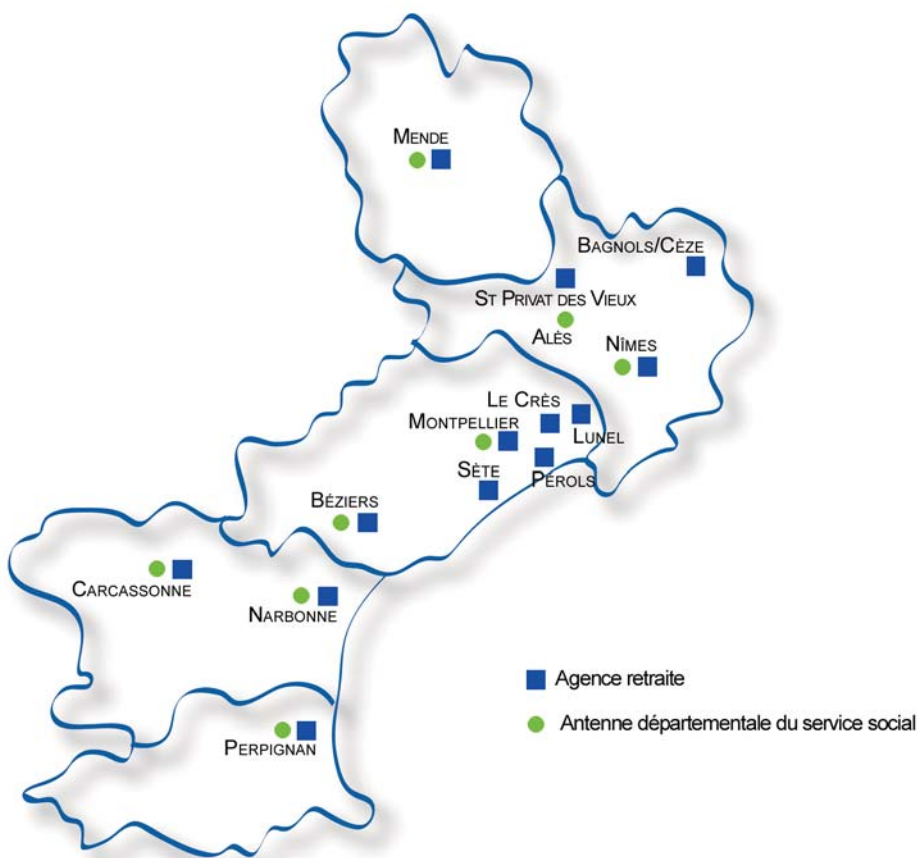 MENDE
BAGNOLS/CÈZE
ST PRIVAT DES VIEUX
ALÈS
NÎMES
LE CRÈS
MONTPELLIER
LUNEL
SÈTE
PÉROLS
BÉZIERS
CARCASSONNE
NARBONNE
Agence retraite
Antenne départementale du service social
PERPIGNAN